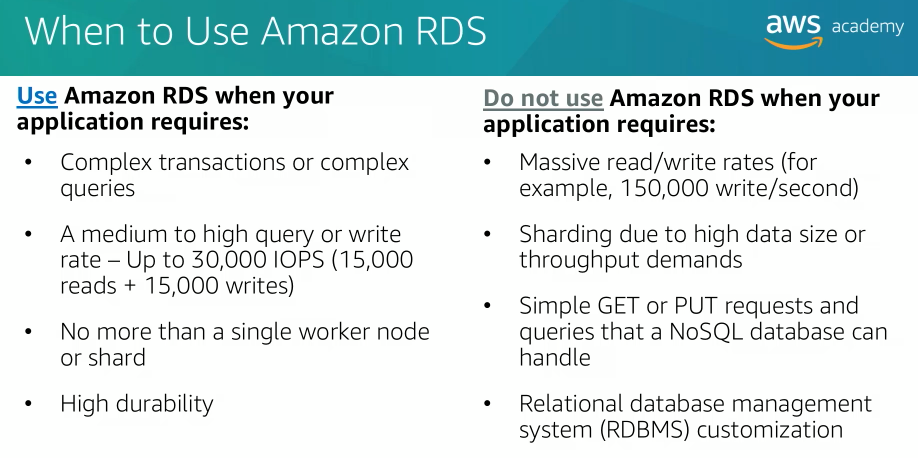 When to Use Amazon RDS
aws academy
Use Amazon RDS when your
application requires:
• Complex transactions or complex
queries
• A medium to high query or write
rate – Up to 30,000 IOPS (15,000
reads + 15,000 writes)
• No more than a single worker node
or shard
• High durability
Do not use Amazon RDS when your
application requires:
• Massive read/write rates (for
example, 150,000 write/second)
• Sharding due to high data size or
throughput demands
• Simple GET or PUT requests and
queries that a NoSQL database can
handle
• Relational database management
system (RDBMS) customization